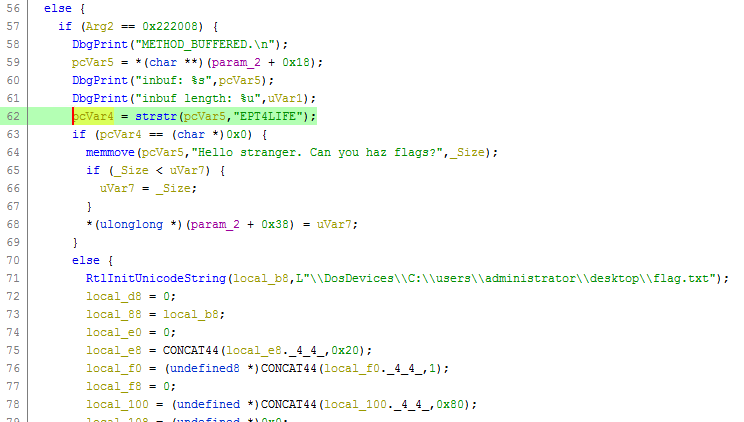 56 else {
57 if (Arg2 == 0x222008) {
58 DbgPrint("METHOD_BUFFERED.\n");
59 pcVar5 = *(char **)(param_2 + 0x18);
60 DbgPrint("inbuf: %s",pcVar5);
61 DbgPrint("inbuf length: %u",uVar1);
62 pcVar4 = strstr(pcVar5,"EPT4LIFE");
63 if (pcVar4 == (char *)0x0) {
64 memmove(pcVar5,"Hello stranger. Can you haz flags?",_Size);
65 if (_Size < uVar7) {
66 uVar7 = _Size;
67 }
68 *(ulonglong *)(param_2 + 0x38) = uVar7;
69 }
70 else {
71 RtlInitUnicodeString(local_b8,L"\\DosDevices\\C:\\users\\administrator\\desktop\\flag.txt");
72 local_d8 = 0;
73 local_88 = local_b8;
74 local_e0 = 0;
75 local_e8 = CONCAT44(local_e8._4_4_,0x20);
76 local_f0 = (undefined8 *)CONCAT44(local_f0._4_4_,1);
77 local_f8 = 0;
78 local_100 = (undefined *)CONCAT44(local_100._4_4_,0x80);
79 local_108 = (undefined *)0x0;